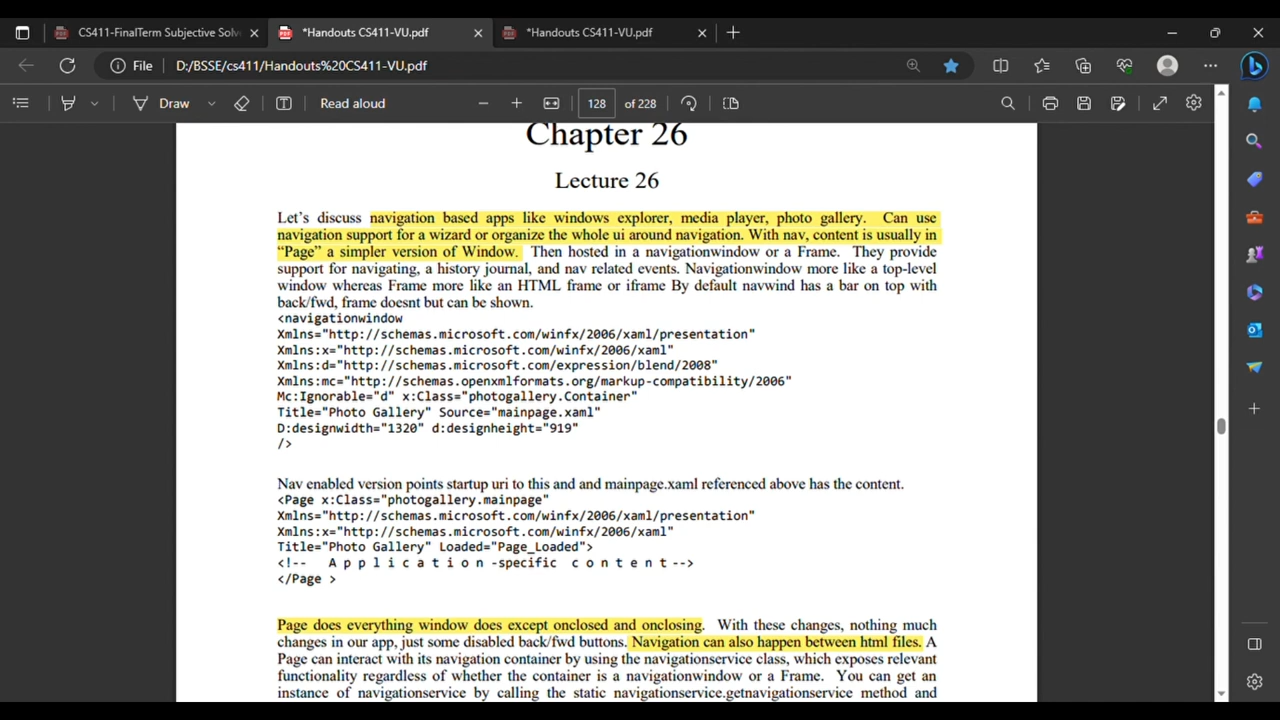 CS411-FinalTerm Subjective Solv
*Handouts CS411-VU.pdf
*Handouts CS411-VU.pdf
File D:/BSSE/cs411/Handouts%20CS411-VU.pdf
Draw Read aloud 128 of 228
Chapter 26
Lecture 26
Let's discuss navigation based apps like windows explorer, media player, photo gallery. Can use
navigation support for a wizard or organize the whole ui around navigation. With nav, content is usually in
“Page” a simpler version of Window. Then hosted in a navigationwindow or a Frame. They provide
support for navigating, a history journal, and nav related events. Navigationwindow more like a top-level
window whereas Frame more like an HTML frame or iframe By default navwind has a bar on top with
back/fwd, frame doesnt but can be shown.
<navigationwindow
Xmlns="http://schemas.microsoft.com/winfx/2006/xaml/presentation"
Xmlns:x="http://schemas.microsoft.com/winfx/2006/xaml"
Xmlns:d="http://schemas.microsoft.com/expression/blend/2008"
Xmlns:mc="http://schemas.openxmlformats.org/markup-compatibility/2006"
Mc:Ignorable="d" x:Class="photogallery.Container"
Title="Photo Gallery" Source="mainpage.xaml"
D:designwidth="1320" d:designheight="919"
/>
Nav enabled version points startup uri to this and and mainpage.xaml referenced above has the content.
<Page x:Class="photogallery.mainpage"
Xmlns="http://schemas.microsoft.com/winfx/2006/xaml/presentation"
Xmlns:x="http://schemas.microsoft.com/winfx/2006/xaml"
Title="Photo Gallery" Loaded="Page_Loaded">
<!-- A p p l i c a t i o n -specific c o n t e n t-->
</Page >
Page does everything window does except onclosed and onclosing. With these changes, nothing much
changes in our app, just some disabled back/fwd buttons. Navigation can also happen between html files. A
Page can interact with its navigation container by using the navigationservice class, which exposes relevant
functionality regardless of whether the container is a navigationwindow or a Frame. You can get an
instance of navigationservice by calling the static navigationservice.getnavigationservice method and